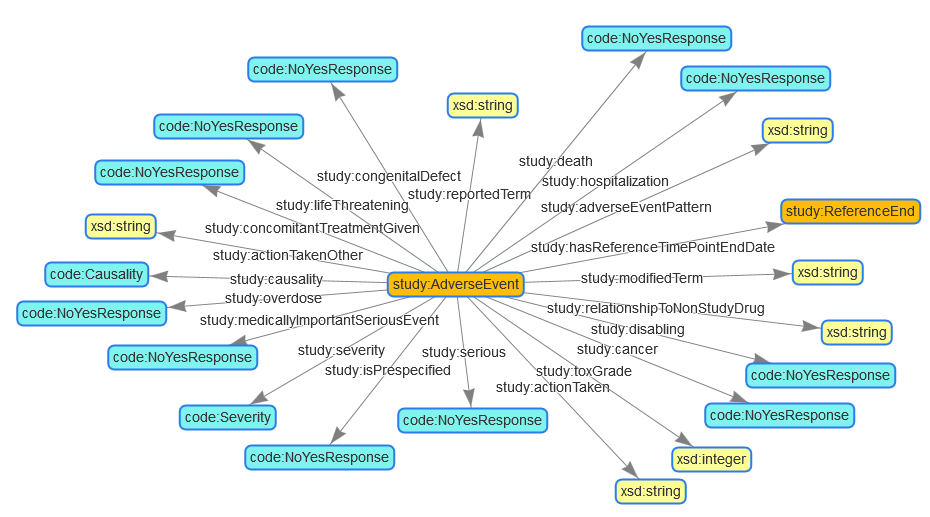 code:NoYesResponse
code:NoYesResponse
code:NoYesResponse
xsd:string
code:NoYesResponse
xsd:string
study:death
code:NoYesResponse
study:congenitalDefect
study:hospitalization
study:reportedTerm
study:lifeThreatening
study:adverseEventPattern
study:ReferenceEnd
xsd:string
study:concomitantTreatmentGiven
study:hasReferenceTimePointEndDate
study:actionTakenOther
code:Causality
study:causality
study:AdverseEvent
study:modifiedTerm
xsd:string
study:overdose
code:NoYesResponse
study:relationshipToNonStudyDrug
study:medicallyImportantSeriousEvent
study:disabling
xsd:string
study:severity
study:serious
study:cancer
code:NoYesResponse
study:isPrespecified
study:toxGrade
code:NoYesResponse
study:actionTaken
code:Severity
code:NoYesResponse
code:NoYesResponse
code:NoYesResponse
xsd:integer
xsd:string